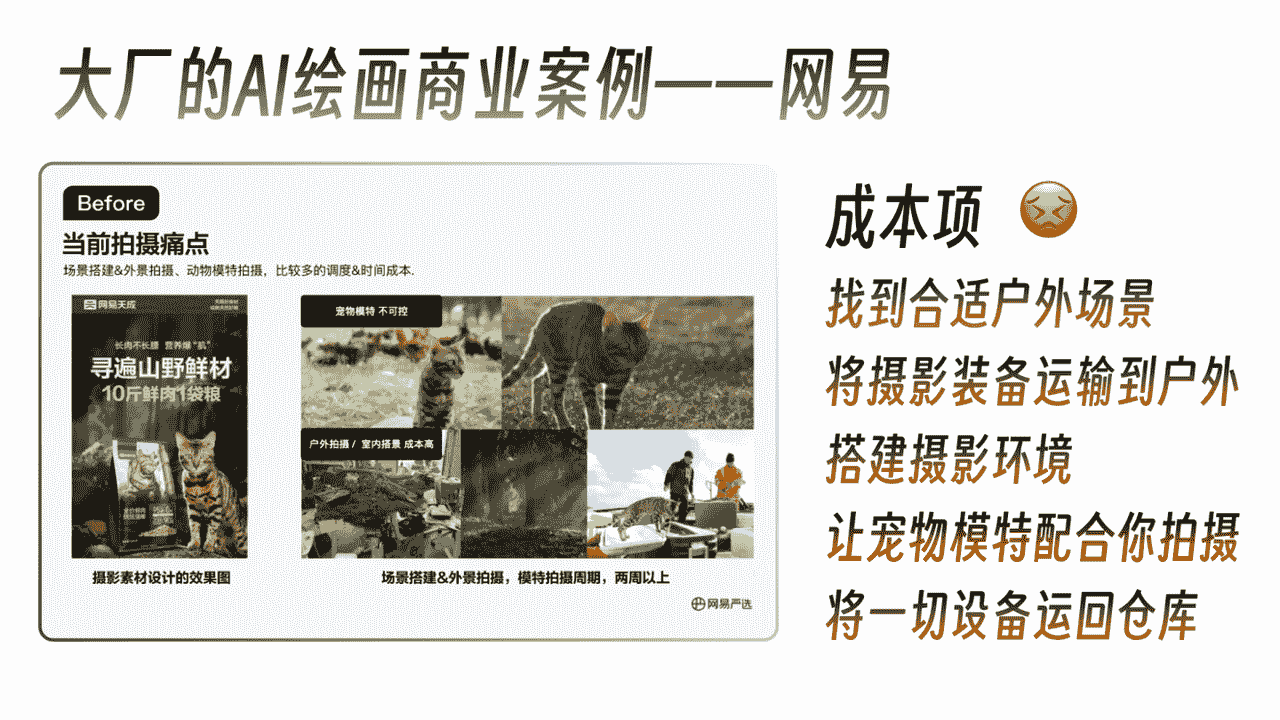 大厂的AI绘画商业案例——网易
Before
当前拍摄痛点
场景搭建&外景拍摄、动物模特拍摄，比较多的调度&时间成本.
网易天成
长肉不长腰 营养爆“肌”
寻遍山野鲜材
10斤鲜肉1袋粮
摄影素材设计的效果图
宠物模特 不可控
户外拍摄 / 室内搭景 成本高
场景搭建&外景拍摄，模特拍摄周期，两周以上
网易严选
成本项
找到合适户外场景
将摄影装备运输到户外
搭建摄影环境
让宠物模特配合你拍摄
将一切设备运回仓库